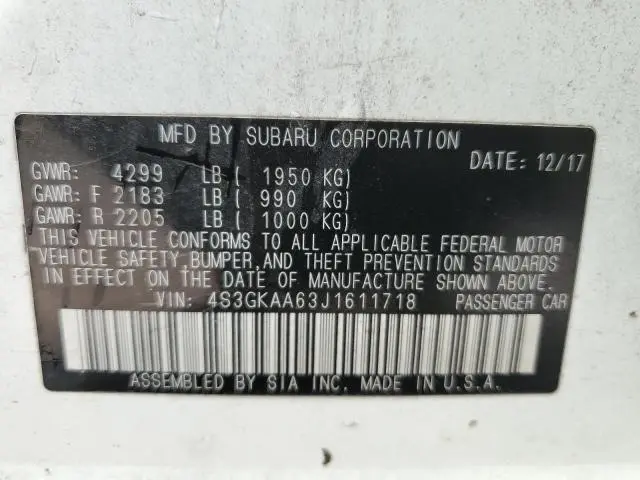 MFD BY SUBARU CORPORATION
DATE: 12/17
GVWR: 4299 LB ( 1950 KG)
GAWR: F 2183 LB ( 990 KG)
GAWR: R 2205 LB ( 1000 KG)
THIS VEHICLE CONFORMS TO ALL APPLICABLE FEDERAL MOTOR
VEHICLE SAFETY, BUMPER, AND THEFT PREVENTION STANDARDS
IN EFFECT ON THE DATE OF MANUFACTURE SHOWN ABOVE.
VIN: 4S3GKAA63J1611718 PASSENGER CAR
ASSEMBLED BY SIA INC. MADE IN U.S.A.